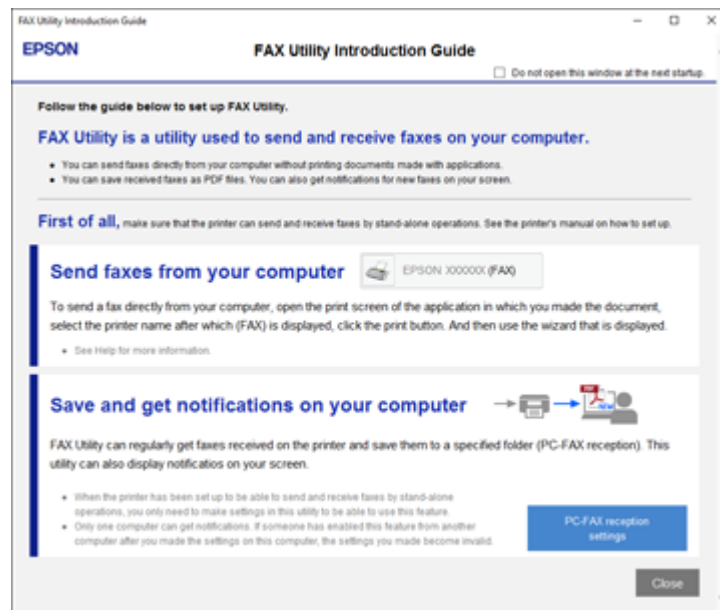 FAX Utility Introduction Guide
EPSON
FAX Utility Introduction Guide
Do not open this window at the next startup.
Follow the guide below to set up FAX Utility.
FAX Utility is a utility used to send and receive faxes on your computer.
• You can send faxes directly from your computer without printing documents made with applications.
• You can save received faxes as PDF files. You can also get notifications for new faxes on your screen.
First of all, make sure that the printer can send and receive faxes by stand-alone operations. See the printer's manual on how to set up.
Send faxes from your computer
EPSON XXXXXX (FAX)
To send a fax directly from your computer, open the print screen of the application in which you made the document,
select the printer name after which (FAX) is displayed, click the print button. And then use the wizard that is displayed.
• See Help for more information.
Save and get notifications on your computer
PDF
NEW
FAX Utility can regularly get faxes received on the printer and save them to a specified folder (PC-FAX reception). This
utility can also display notificatios on your screen.
• When the printer has been set up to be able to send and receive faxes by stand-alone
operations, you only need to make settings in this utility to be able to use this feature.
• Only one computer can get notifications. If someone has enabled this feature from another
computer after you made the settings on this computer, the settings you made become invalid.
PC-FAX reception
settings
Close